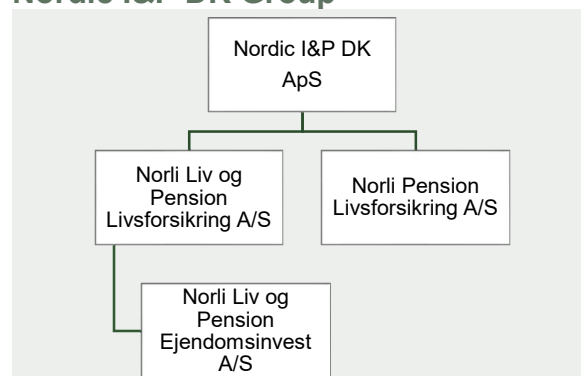 Nordic I&P DK Group
Nordic I&P DK
ApS
Norli Liv og
Pension
Livsforsikring A/S
Norli Pension
Livsforsikring A/S
Norli Liv og
Pension
Ejendomsinvest
A/S